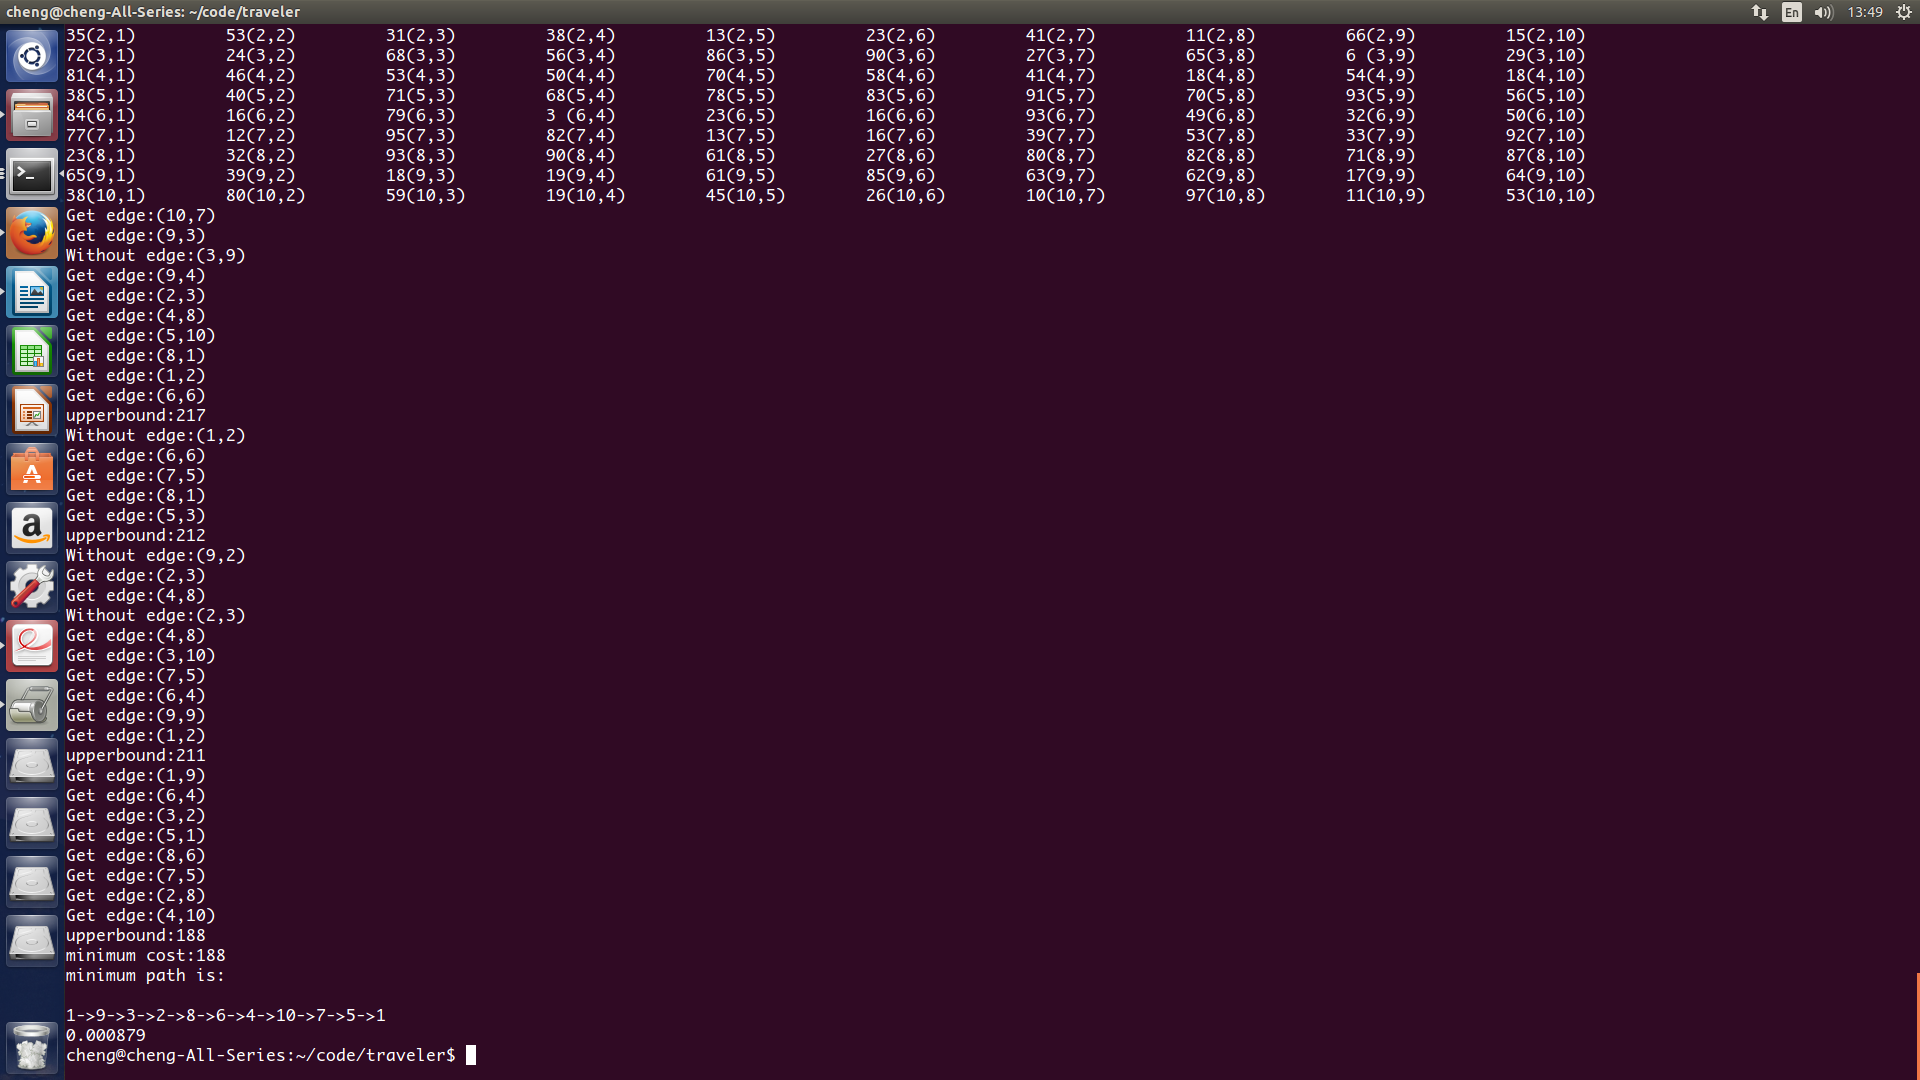 cheng@cheng-All-Series: ~/code/traveler
En 13:49
35(2,1) 53(2,2) 31(2,3) 38(2,4) 13(2,5) 23(2,6) 41(2,7) 11(2,8) 66(2,9) 15(2,10)
72(3,1) 24(3,2) 68(3,3) 56(3,4) 86(3,5) 90(3,6) 27(3,7) 65(3,8) 6 (3,9) 29(3,10)
81(4,1) 46(4,2) 53(4,3) 50(4,4) 70(4,5) 58(4,6) 41(4,7) 18(4,8) 54(4,9) 18(4,10)
38(5,1) 40(5,2) 71(5,3) 68(5,4) 78(5,5) 83(5,6) 91(5,7) 70(5,8) 93(5,9) 56(5,10)
84(6,1) 16(6,2) 79(6,3) 3 (6,4) 23(6,5) 16(6,6) 93(6,7) 49(6,8) 32(6,9) 50(6,10)
77(7,1) 12(7,2) 95(7,3) 82(7,4) 13(7,5) 16(7,6) 39(7,7) 53(7,8) 33(7,9) 92(7,10)
23(8,1) 32(8,2) 93(8,3) 90(8,4) 61(8,5) 27(8,6) 80(8,7) 82(8,8) 71(8,9) 87(8,10)
65(9,1) 39(9,2) 18(9,3) 19(9,4) 61(9,5) 85(9,6) 63(9,7) 62(9,8) 17(9,9) 64(9,10)
38(10,1) 80(10,2) 59(10,3) 19(10,4) 45(10,5) 26(10,6) 10(10,7) 97(10,8) 11(10,9) 53(10,10)
Get edge:(10,7)
Get edge:(9,3)
Without edge:(3,9)
Get edge:(9,4)
Get edge:(2,3)
Get edge:(4,8)
Get edge:(5,10)
Get edge:(8,1)
Get edge:(1,2)
Get edge:(6,6)
upperbound:217
Without edge:(1,2)
Get edge:(6,6)
Get edge:(7,5)
Get edge:(8,1)
Get edge:(5,3)
upperbound:212
Without edge:(9,2)
Get edge:(2,3)
Get edge:(4,8)
Without edge:(2,3)
Get edge:(4,8)
Get edge:(3,10)
Get edge:(7,5)
Get edge:(6,4)
Get edge:(9,9)
Get edge:(1,2)
upperbound:211
Get edge:(1,9)
Get edge:(6,4)
Get edge:(3,2)
Get edge:(5,1)
Get edge:(8,6)
Get edge:(7,5)
Get edge:(2,8)
Get edge:(4,10)
upperbound:188
minimum cost:188
minimum path is:
1->9->3->2->8->6->4->10->7->5->1
0.000879
cheng@cheng-All-Series:~/code/traveler$